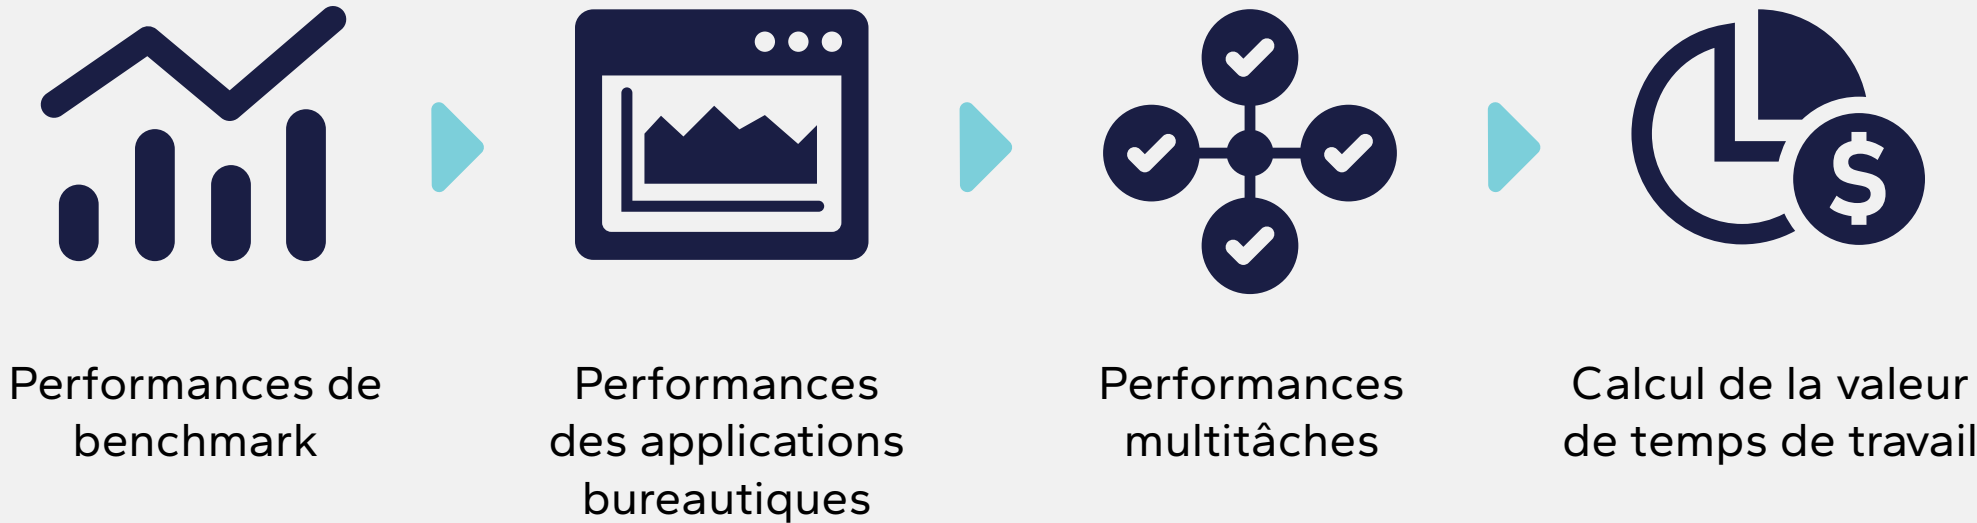 Performances de
benchmark
Performances
des applications
bureautiques
Performances
multitâches
Calcul de la valeur
de temps de travail
$